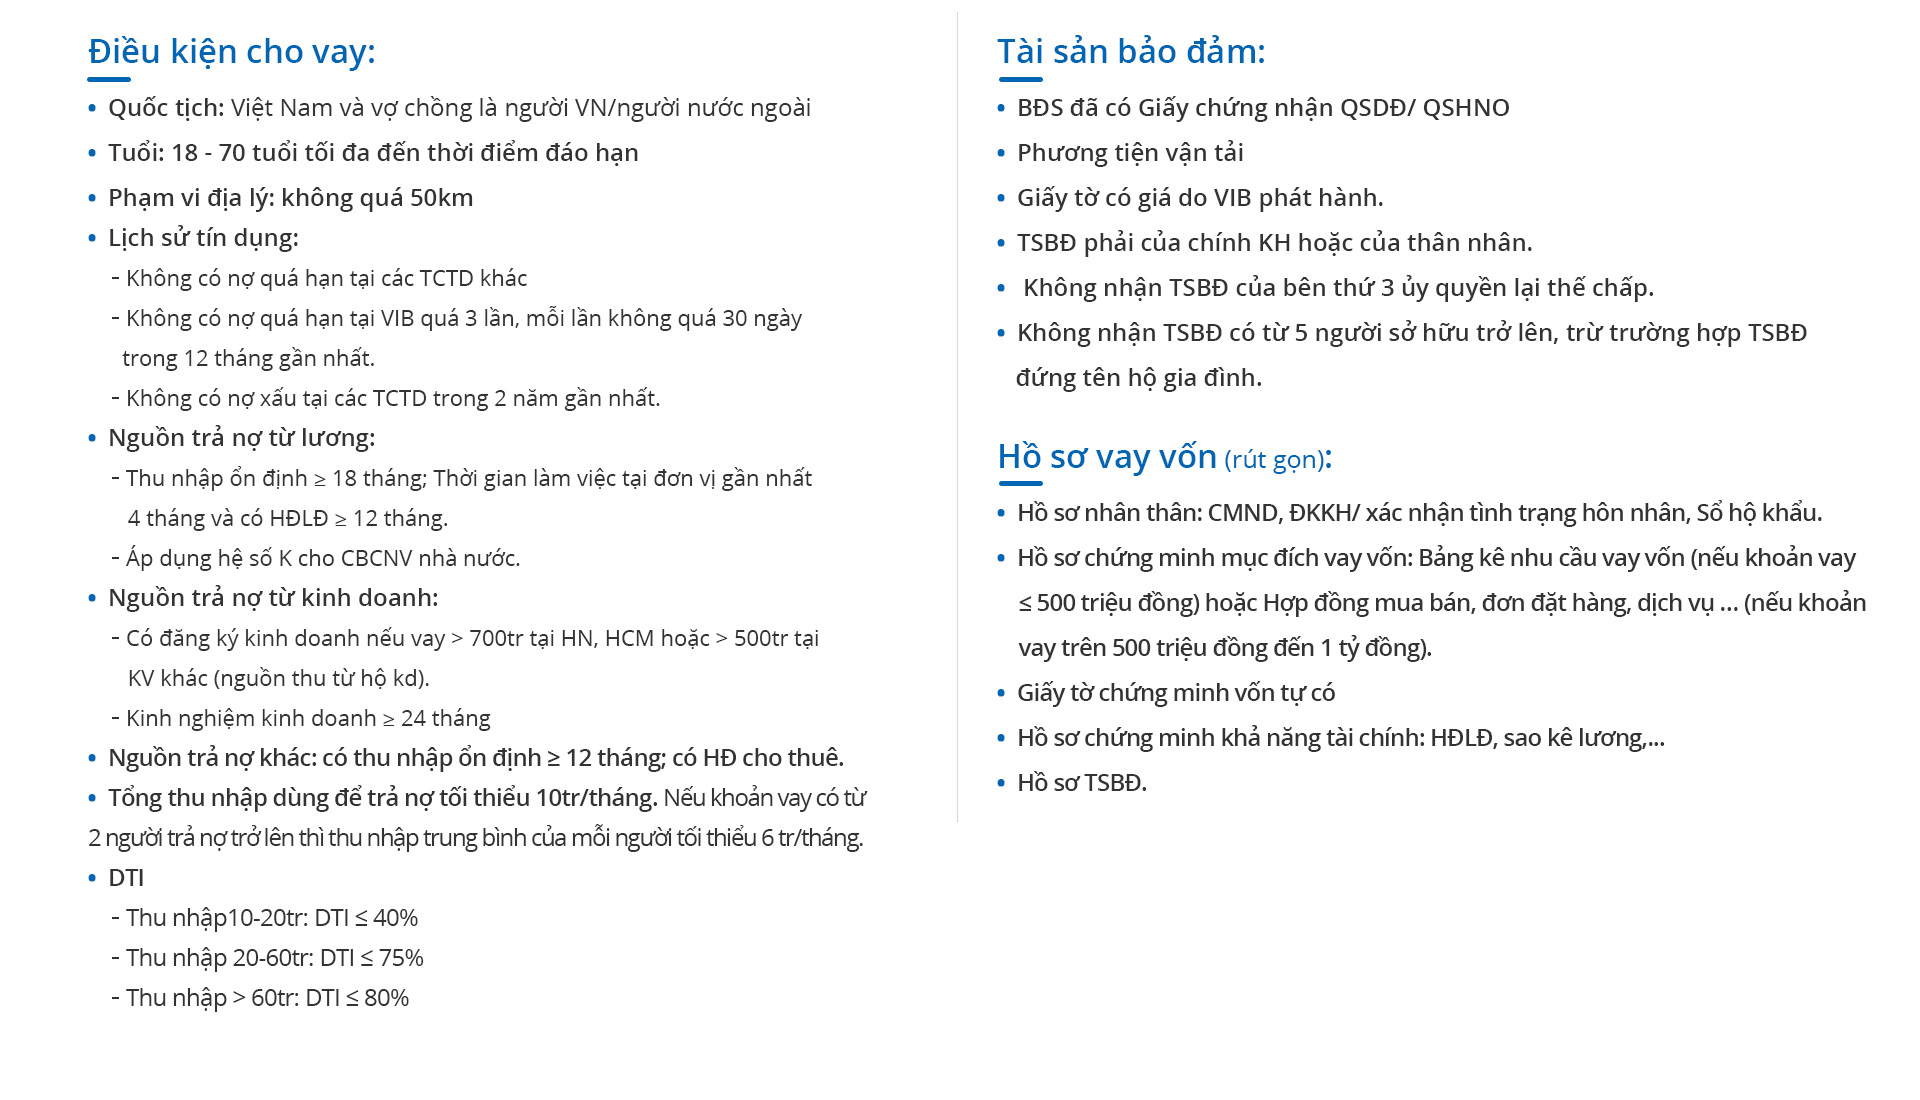 Điều kiện cho vay:
• Quốc tịch: Việt Nam và vợ chồng là người VN/người nước ngoài
• Tuổi: 18 - 70 tuổi tối đa đến thời điểm đáo hạn
• Phạm vi địa lý: không quá 50km
• Lịch sử tín dụng:
- Không có nợ quá hạn tại các TCTD khác
- Không có nợ quá hạn tại VIB quá 3 lần, mỗi lần không quá 30 ngày
trong 12 tháng gần nhất.
- Không có nợ xấu tại các TCTD trong 2 năm gần nhất.
• Nguồn trả nợ từ lương:
- Thu nhập ổn định ≥ 18 tháng; Thời gian làm việc tại đơn vị gần nhất
4 tháng và có HĐLĐ ≥ 12 tháng.
- Áp dụng hệ số K cho CBCNV nhà nước.
• Nguồn trả nợ từ kinh doanh:
- Có đăng ký kinh doanh nếu vay > 700tr tại HN, HCM hoặc > 500tr tại
KV khác (nguồn thu từ hộ kd).
- Kinh nghiệm kinh doanh ≥ 24 tháng
• Nguồn trả nợ khác: có thu nhập ổn định ≥ 12 tháng; có HĐ cho thuê.
• Tổng thu nhập dùng để trả nợ tối thiểu 10tr/tháng. Nếu khoản vay có từ
2 người trả nợ trở lên thì thu nhập trung bình của mỗi người tối thiểu 6 tr/tháng.
• DTI
- Thu nhập10-20tr: DTI ≤ 40%
- Thu nhập 20-60tr: DTI ≤ 75%
- Thu nhập > 60tr: DTI ≤ 80%
Tài sản bảo đảm:
• BĐS đã có Giấy chứng nhận QSDĐ/ QSHNO
• Phương tiện vận tải
• Giấy tờ có giá do VIB phát hành.
• TSBĐ phải của chính KH hoặc của thân nhân.
• Không nhận TSBĐ của bên thứ 3 ủy quyền lại thế chấp.
• Không nhận TSBĐ có từ 5 người sở hữu trở lên, trừ trường hợp TSBĐ
đứng tên hộ gia đình.
Hồ sơ vay vốn (rút gọn):
• Hồ sơ nhân thân: CMND, ĐKKH/ xác nhận tình trạng hôn nhân, Sổ hộ khẩu.
• Hồ sơ chứng minh mục đích vay vốn: Bảng kê nhu cầu vay vốn (nếu khoản vay
≤ 500 triệu đồng) hoặc Hợp đồng mua bán, đơn đặt hàng, dịch vụ ... (nếu khoản
vay trên 500 triệu đồng đến 1 tỷ đồng).
• Giấy tờ chứng minh vốn tự có
• Hồ sơ chứng minh khả năng tài chính: HĐLĐ, sao kê lương,...
• Hồ sơ TSBĐ.